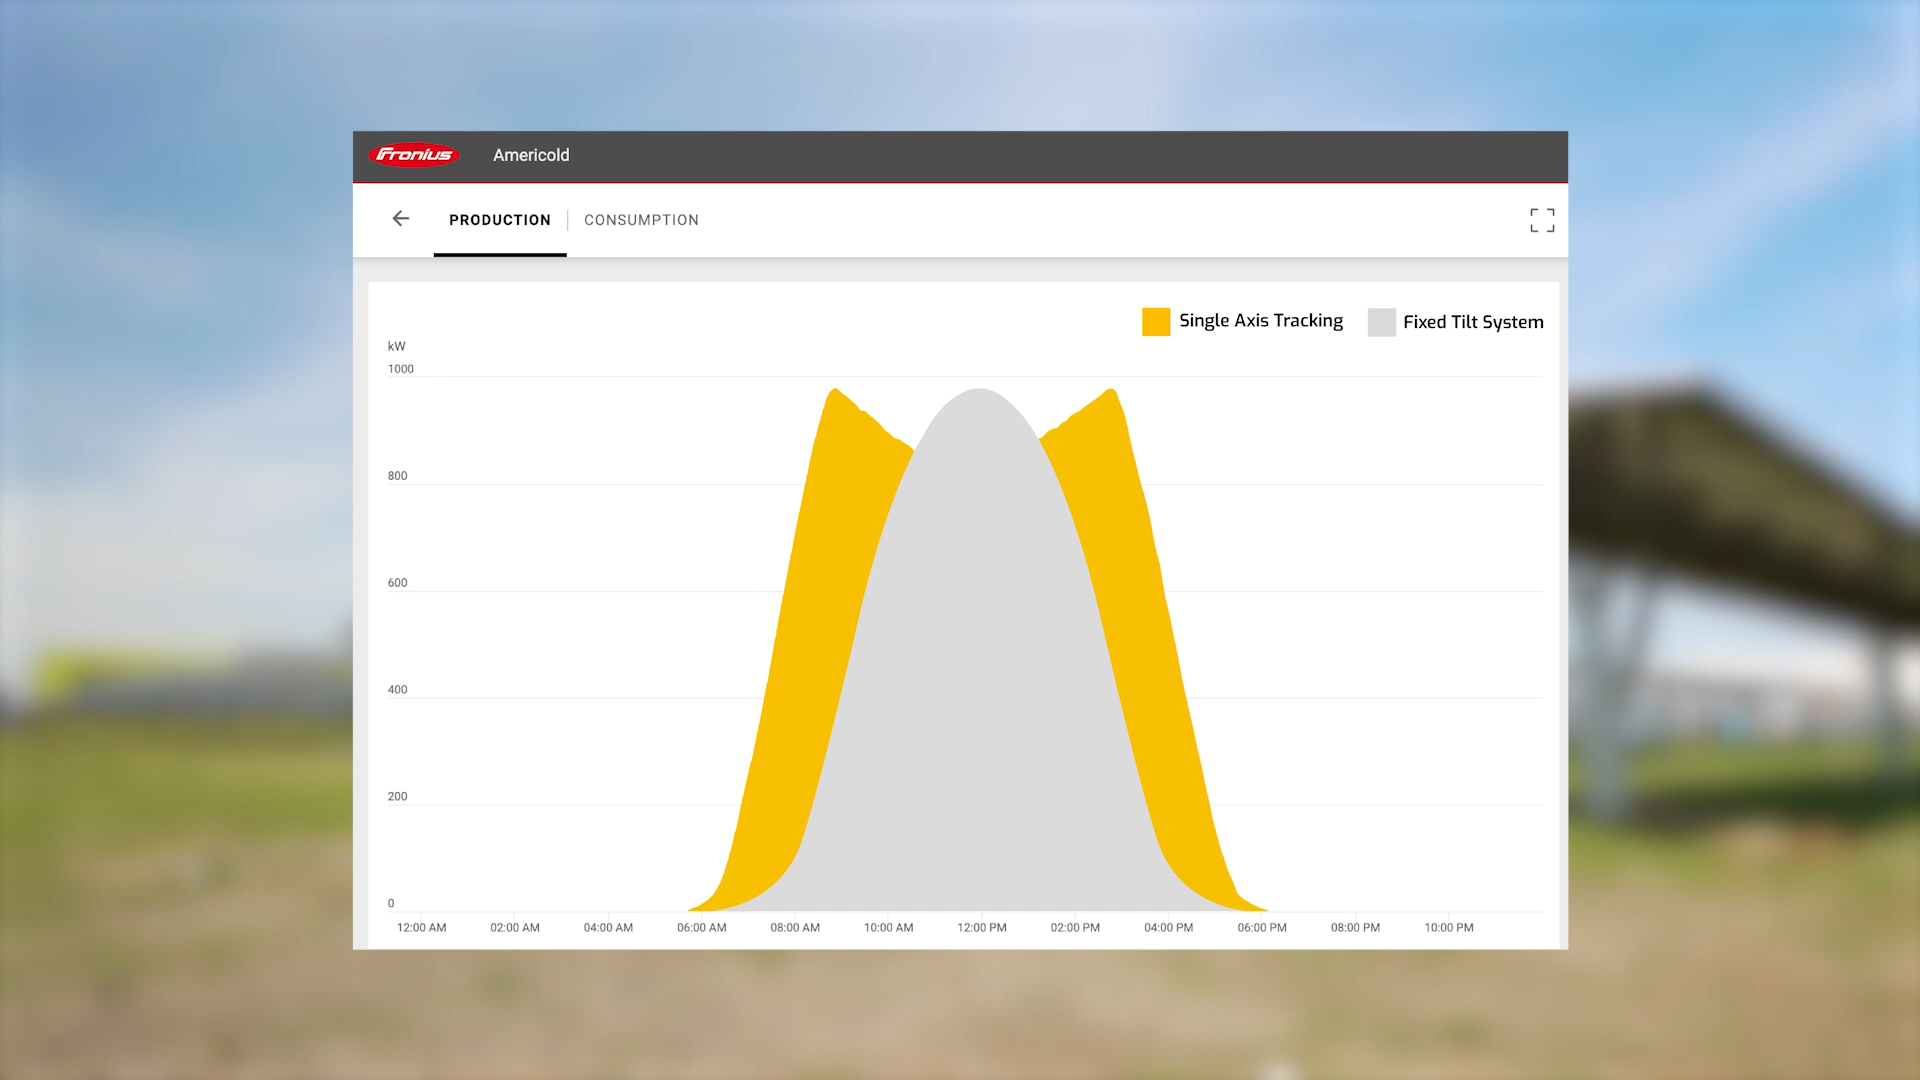 Fronius Americold
PRODUCTION CONSUMPTION
Single Axis Tracking Fixed Tilt System
kW
1000
800
600
400
200
0
12:00 AM 02:00 AM 04:00 AM 06:00 AM 08:00 AM 10:00 AM 12:00 PM 02:00 PM 04:00 PM 06:00 PM 08:00 PM 10:00 PM